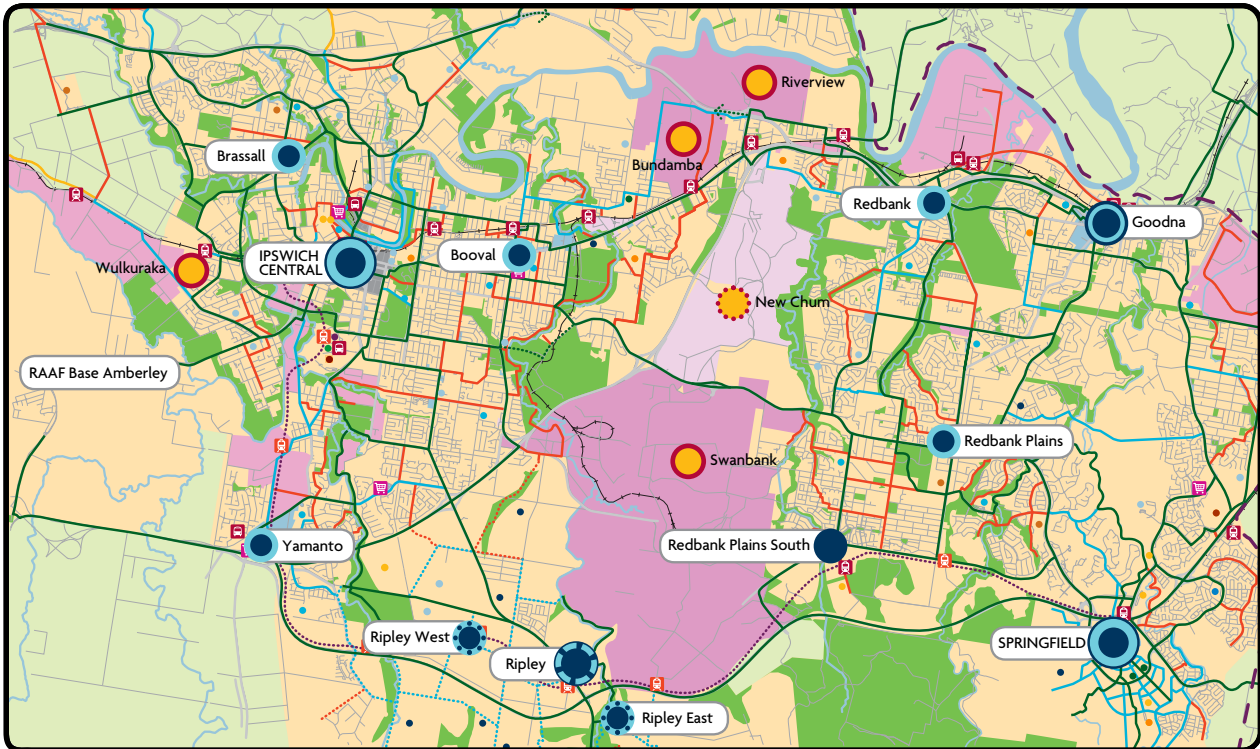 Riverview
Bundamba
Brassall
Redbank
Goodna
IPSWICH
CENTRAL
Booval
Wulkuraka
New Chum
RAAF Base Amberley
Redbank Plains
Swanbank
Yamanto
Redbank Plains South
Ripley West
Ripley
SPRINGFIELD
Ripley East